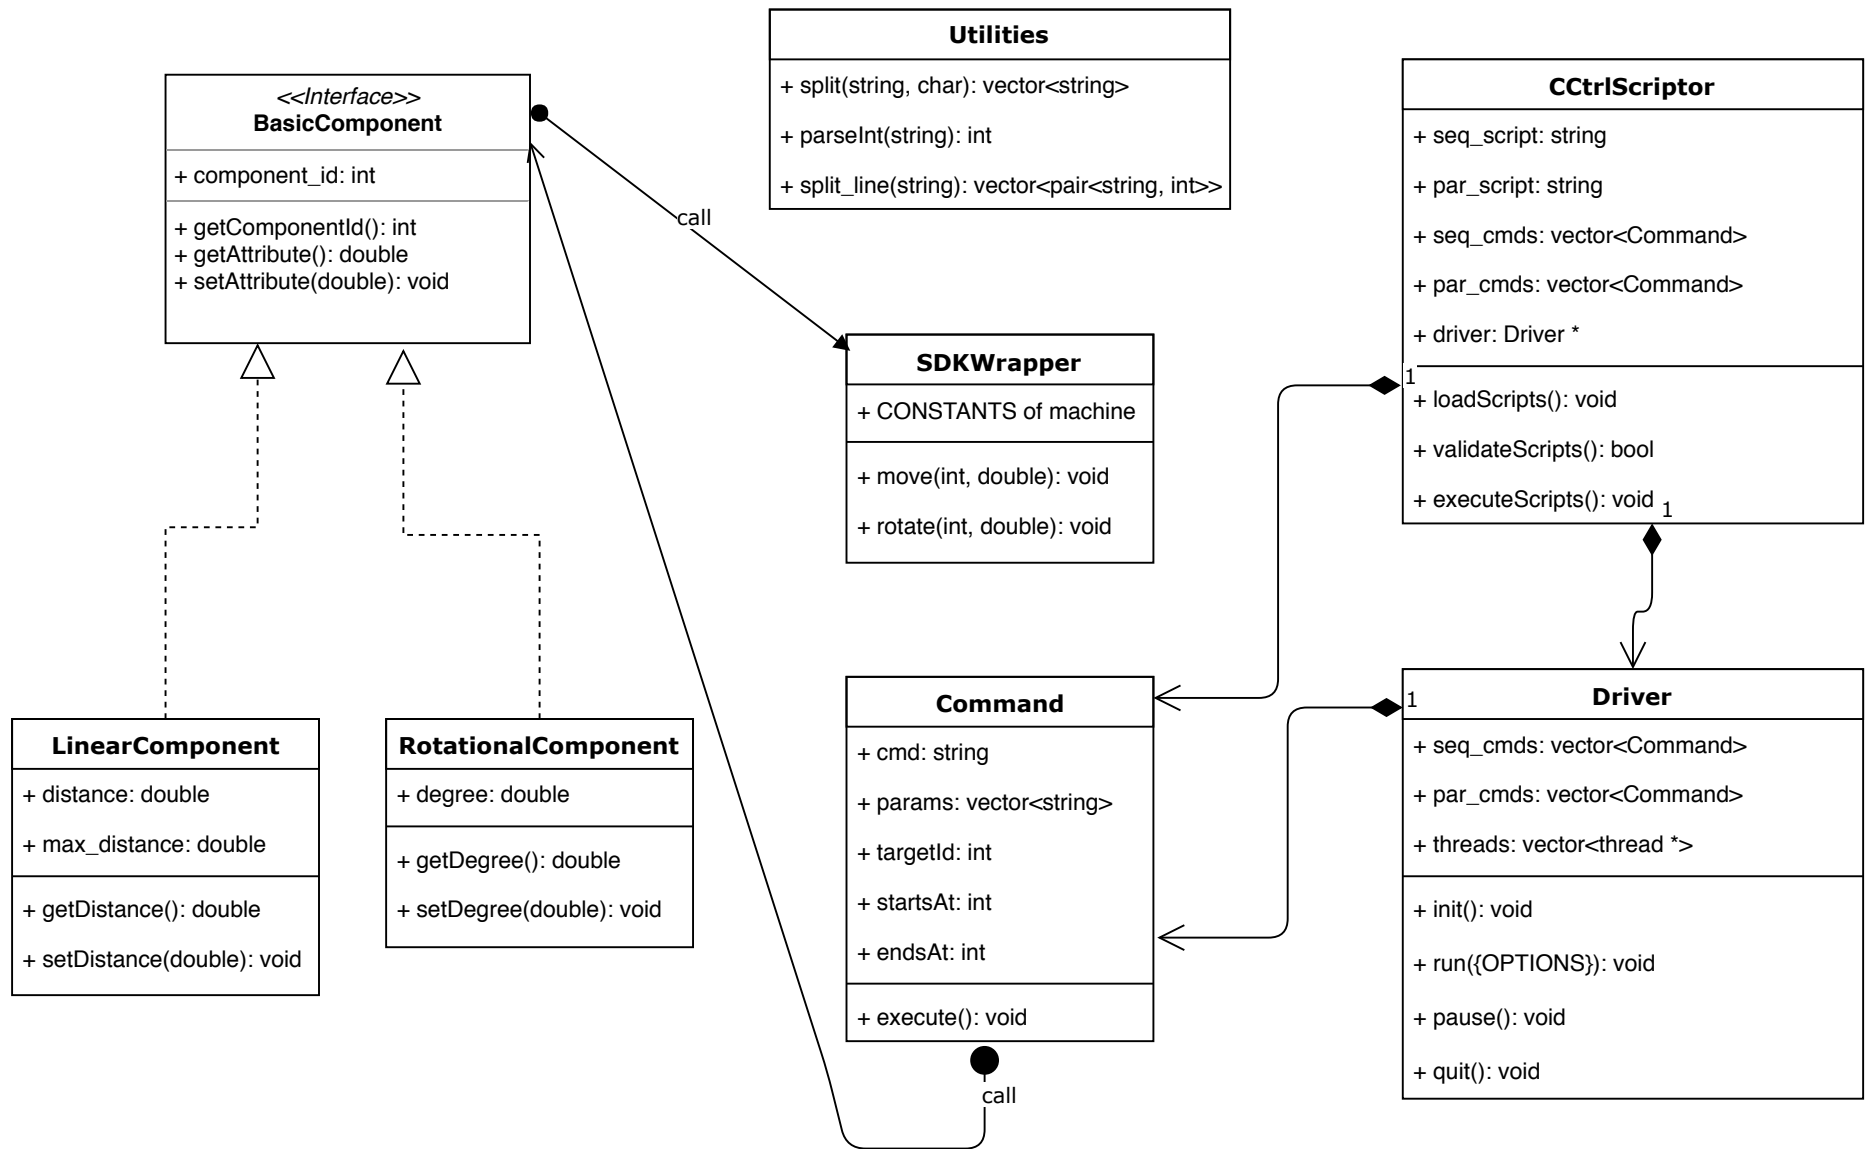 Utilities
+ split(string, char): vector<string>
+ parseInt(string): int
+ split_line(string): vector<pair<string, int>>
<<Interface>>
BasicComponent
+ component_id: int
+ getComponentId(): int
+ getAttribute(): double
+ setAttribute(double): void
call
CCtrlScriptor
+ seq_script: string
+ par_script: string
+ seq_cmds: vector<Command>
+ par_cmds: vector<Command>
+ driver: Driver *
1
+ loadScripts(): void
+ validateScripts(): bool
+ executeScripts(): void
1
SDKWrapper
+ CONSTANTS of machine
+ move(int, double): void
+ rotate(int, double): void
LinearComponent
+ distance: double
+ max_distance: double
+ getDistance(): double
+ setDistance(double): void
RotationalComponent
+ degree: double
+ getDegree(): double
+ setDegree(double): void
Command
+ cmd: string
+ params: vector<string>
+ targetId: int
+ startsAt: int
+ endsAt: int
+ execute(): void
call
1
Driver
+ seq_cmds: vector<Command>
+ par_cmds: vector<Command>
+ threads: vector<thread *>
+ init(): void
+ run({OPTIONS}): void
+ pause(): void
+ quit(): void